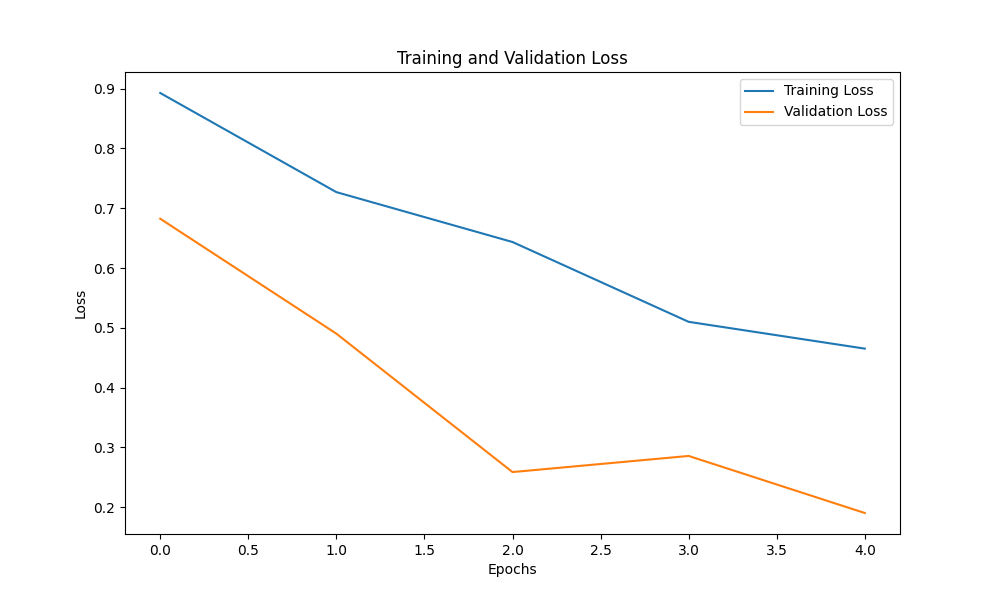 Training and Validation Loss
Training Loss
Validation Loss
Loss
0.9
0.8
0.7
0.6
0.5
0.4
0.3
0.2
0.0 0.5 1.0 1.5 2.0 2.5 3.0 3.5 4.0
Epochs